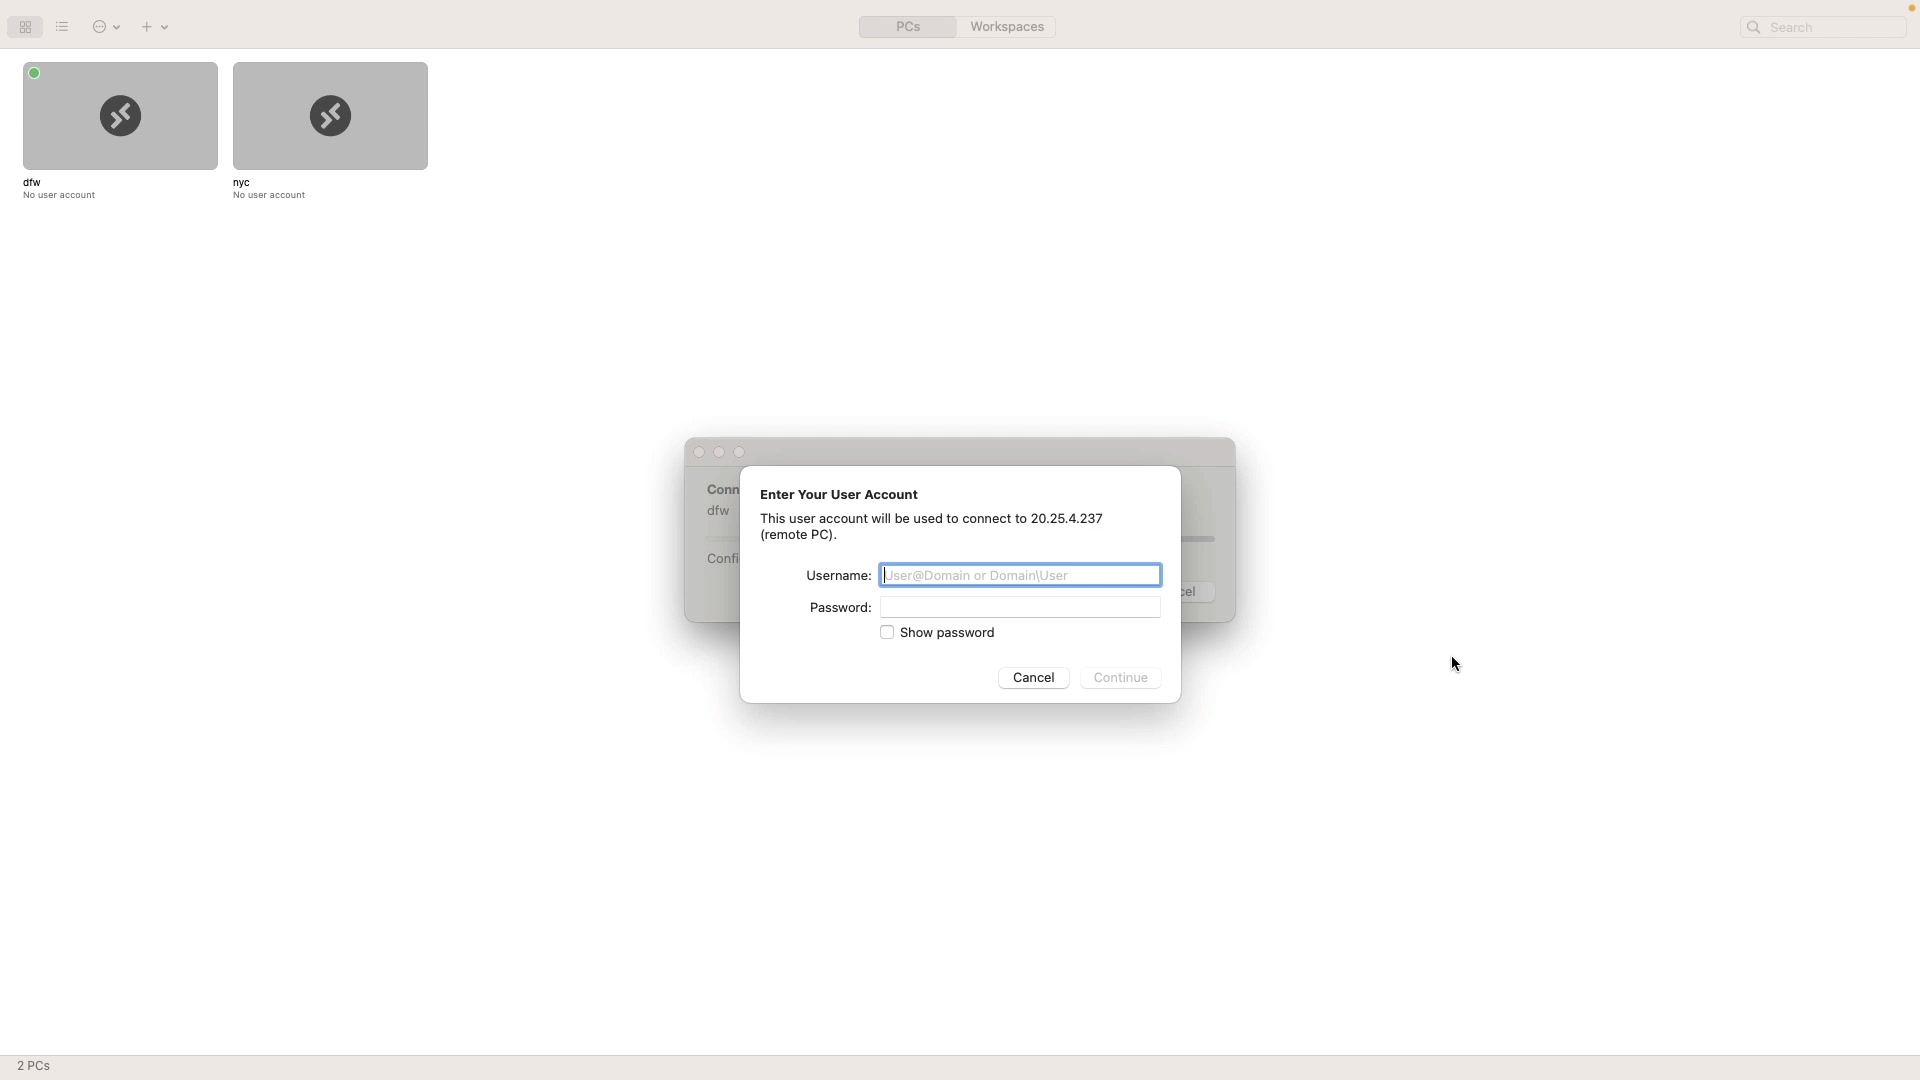 PCs
Workspaces
Search
dfw
No user account
nyc
No user account
Conn
dfw
Confi
cel
Enter Your User Account
This user account will be used to connect to 20.25.4.237
(remote PC).
Username:
User@Domain or Domain\User
Password:
Show password
Cancel
Continue
2 PCs